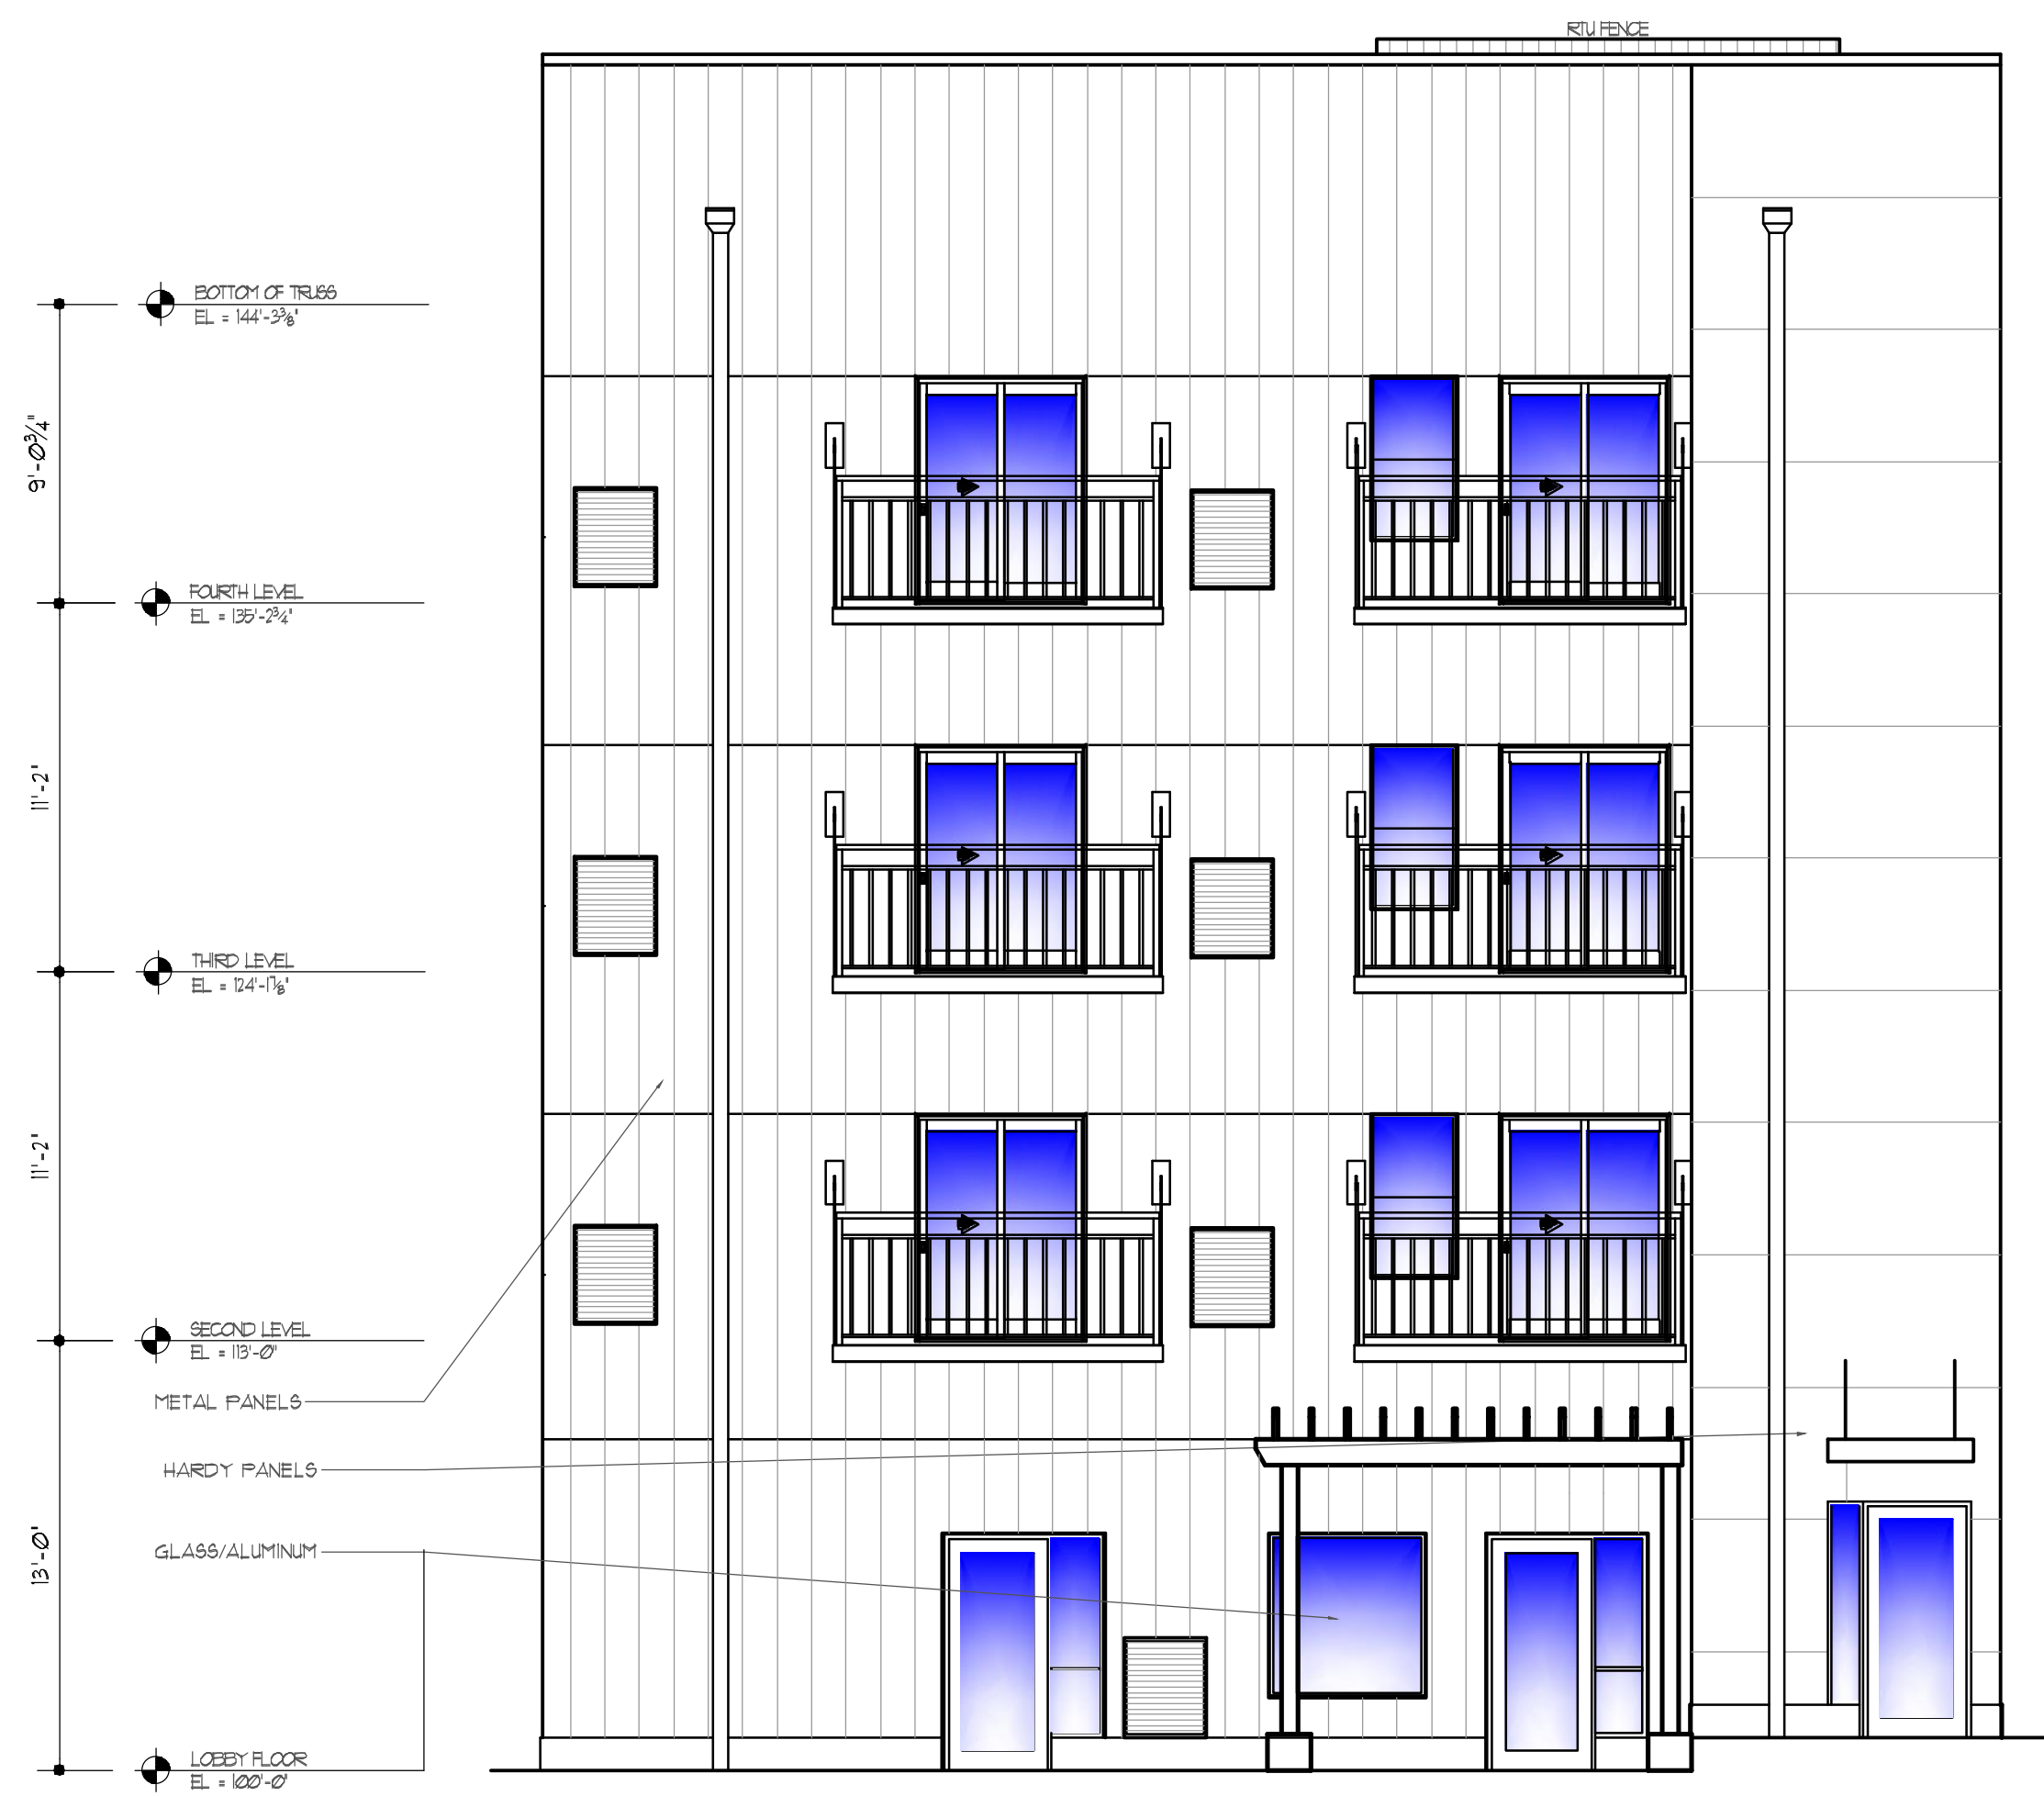 RTU FENCE
BOTTOM OF TRUSS
EL = 144'-3⅜"
9'-0¾"
FOURTH LEVEL
EL = 135'-2¾"
11'-2"
THIRD LEVEL
EL = 124'-1⅞"
11'-2"
SECOND LEVEL
EL = 113'-0"
METAL PANELS
HARDY PANELS
GLASS/ALUMINUM
13'-0"
LOBBY FLOOR
EL = 100'-0"